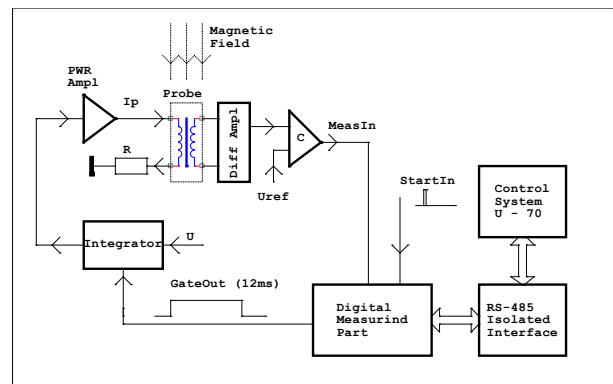 Magnetic
Field
PWR
Ampl
Ip
Probe
R
Diff Ampl
C
MeasIn
Uref
StartIn
Control
System
U - 70
Integrator
U
GateOut (12ms)
Digital
Measurind
Part
RS-485
Isolated
Interface